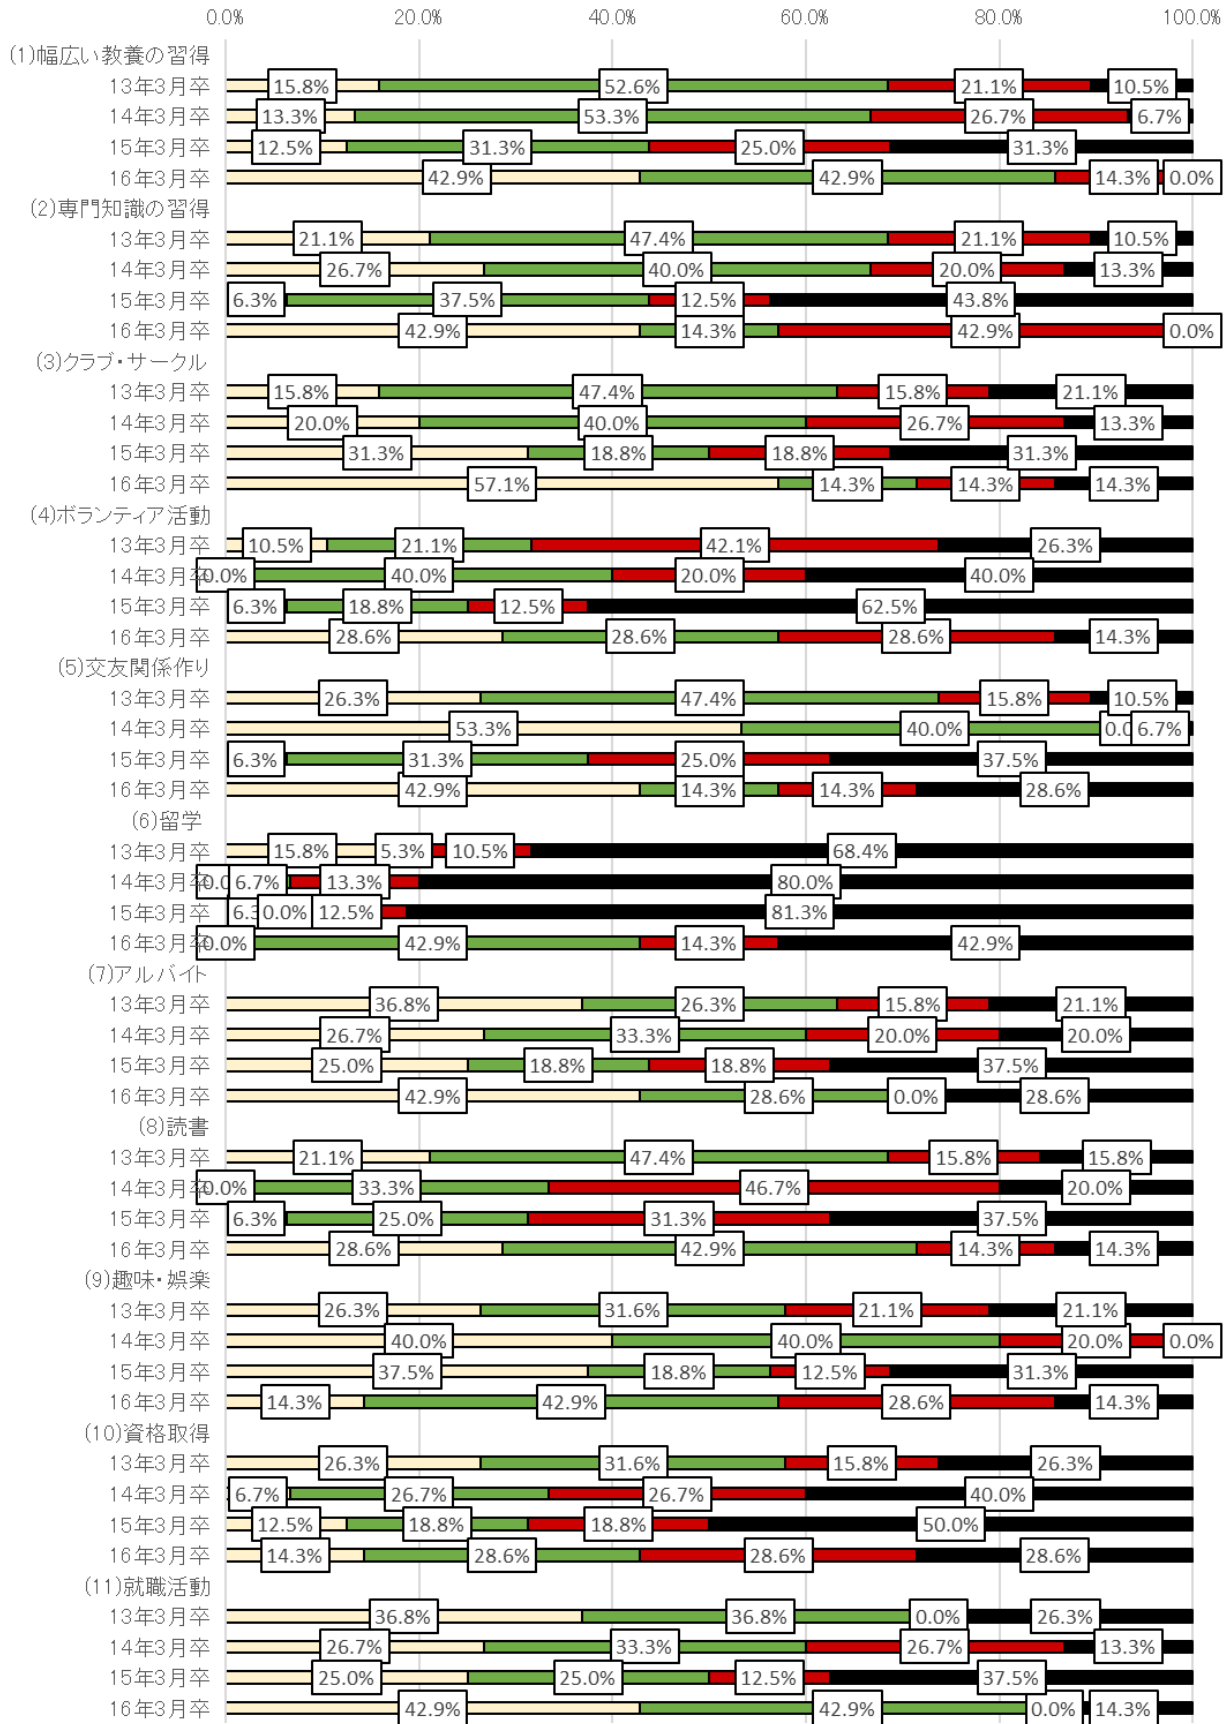 0.0% 20.0% 40.0% 60.0% 80.0% 100.0%
(1)幅広い教養の習得
13年3月卒 15.8% 52.6% 21.1% 10.5%
14年3月卒 13.3% 53.3% 26.7% 6.7%
15年3月卒 12.5% 31.3% 25.0% 31.3%
16年3月卒 42.9% 42.9% 14.3% 0.0%
(2)専門知識の習得
13年3月卒 21.1% 47.4% 21.1% 10.5%
14年3月卒 26.7% 40.0% 20.0% 13.3%
15年3月卒 6.3% 37.5% 12.5% 43.8%
16年3月卒 42.9% 14.3% 42.9% 0.0%
(3)クラブ・サークル
13年3月卒 15.8% 47.4% 15.8% 21.1%
14年3月卒 20.0% 40.0% 26.7% 13.3%
15年3月卒 31.3% 18.8% 18.8% 31.3%
16年3月卒 57.1% 14.3% 14.3% 14.3%
(4)ボランティア活動
13年3月卒 10.5% 21.1% 42.1% 26.3%
14年3月卒 0.0% 40.0% 20.0% 40.0%
15年3月卒 6.3% 18.8% 12.5% 62.5%
16年3月卒 28.6% 28.6% 28.6% 14.3%
(5)交友関係作り
13年3月卒 26.3% 47.4% 15.8% 10.5%
14年3月卒 53.3% 40.0% 0.0 6.7%
15年3月卒 6.3% 31.3% 25.0% 37.5%
16年3月卒 42.9% 14.3% 14.3% 28.6%
(6)留学
13年3月卒 15.8% 5.3% 10.5% 68.4%
14年3月卒 0.0 6.7% 13.3% 80.0%
15年3月卒 6.3 0.0% 12.5% 81.3%
16年3月卒 0.0% 42.9% 14.3% 42.9%
(7)アルバイト
13年3月卒 36.8% 26.3% 15.8% 21.1%
14年3月卒 26.7% 33.3% 20.0% 20.0%
15年3月卒 25.0% 18.8% 18.8% 37.5%
16年3月卒 42.9% 28.6% 0.0% 28.6%
(8)読書
13年3月卒 21.1% 47.4% 15.8% 15.8%
14年3月卒 0.0% 33.3% 46.7% 20.0%
15年3月卒 6.3% 25.0% 31.3% 37.5%
16年3月卒 28.6% 42.9% 14.3% 14.3%
(9)趣味・娯楽
13年3月卒 26.3% 31.6% 21.1% 21.1%
14年3月卒 40.0% 40.0% 20.0% 0.0%
15年3月卒 37.5% 18.8% 12.5% 31.3%
16年3月卒 14.3% 42.9% 28.6% 14.3%
(10)資格取得
13年3月卒 26.3% 31.6% 15.8% 26.3%
14年3月卒 6.7% 26.7% 26.7% 40.0%
15年3月卒 12.5% 18.8% 18.8% 50.0%
16年3月卒 14.3% 28.6% 28.6% 28.6%
(11)就職活動
13年3月卒 36.8% 36.8% 0.0% 26.3%
14年3月卒 26.7% 33.3% 26.7% 13.3%
15年3月卒 25.0% 25.0% 12.5% 37.5%
16年3月卒 42.9% 42.9% 0.0% 14.3%